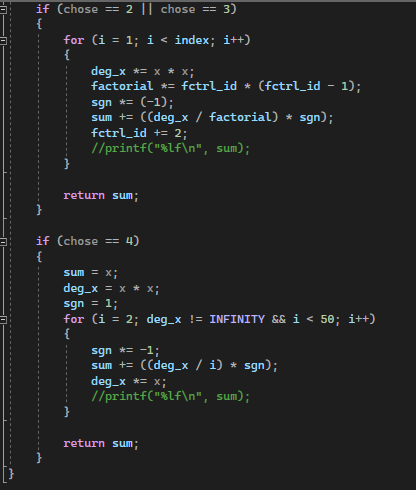 if (chose == 2 || chose == 3)
{
for (i = 1; i < index; i++)
{
deg_x *= x * x;
factorial *= fctrl_id * (fctrl_id - 1);
sgn *= (-1);
sum += ((deg_x / factorial) * sgn);
fctrl_id += 2;
//printf("%lf\n", sum);
}
return sum;
}
if (chose == 4)
{
sum = x;
deg_x = x * x;
sgn = 1;
for (i = 2; deg_x != INFINITY && i < 50; i++)
{
sgn *= -1;
sum += ((deg_x / i) * sgn);
deg_x *= x;
//printf("%lf\n", sum);
}
return sum;
}
}